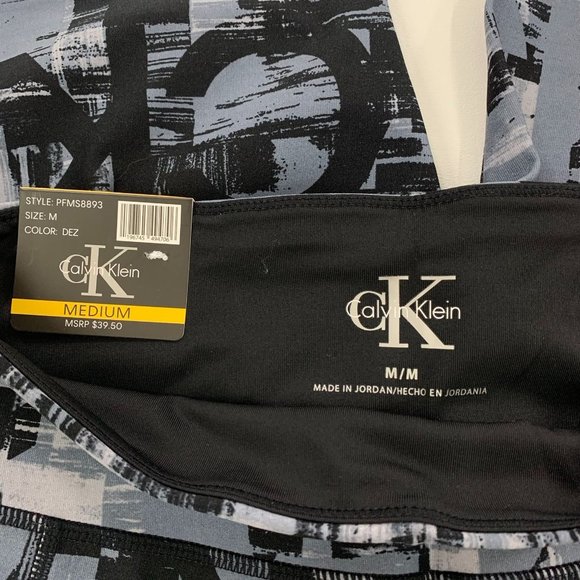 STYLE: PFMS8893
SIZE: M
COLOR: DEZ
CK
Calvin Klein
MEDIUM
MSRP $39.50
CK
Calvin Klein
M/M
MADE IN JORDAN/HECHO EN JORDANIA